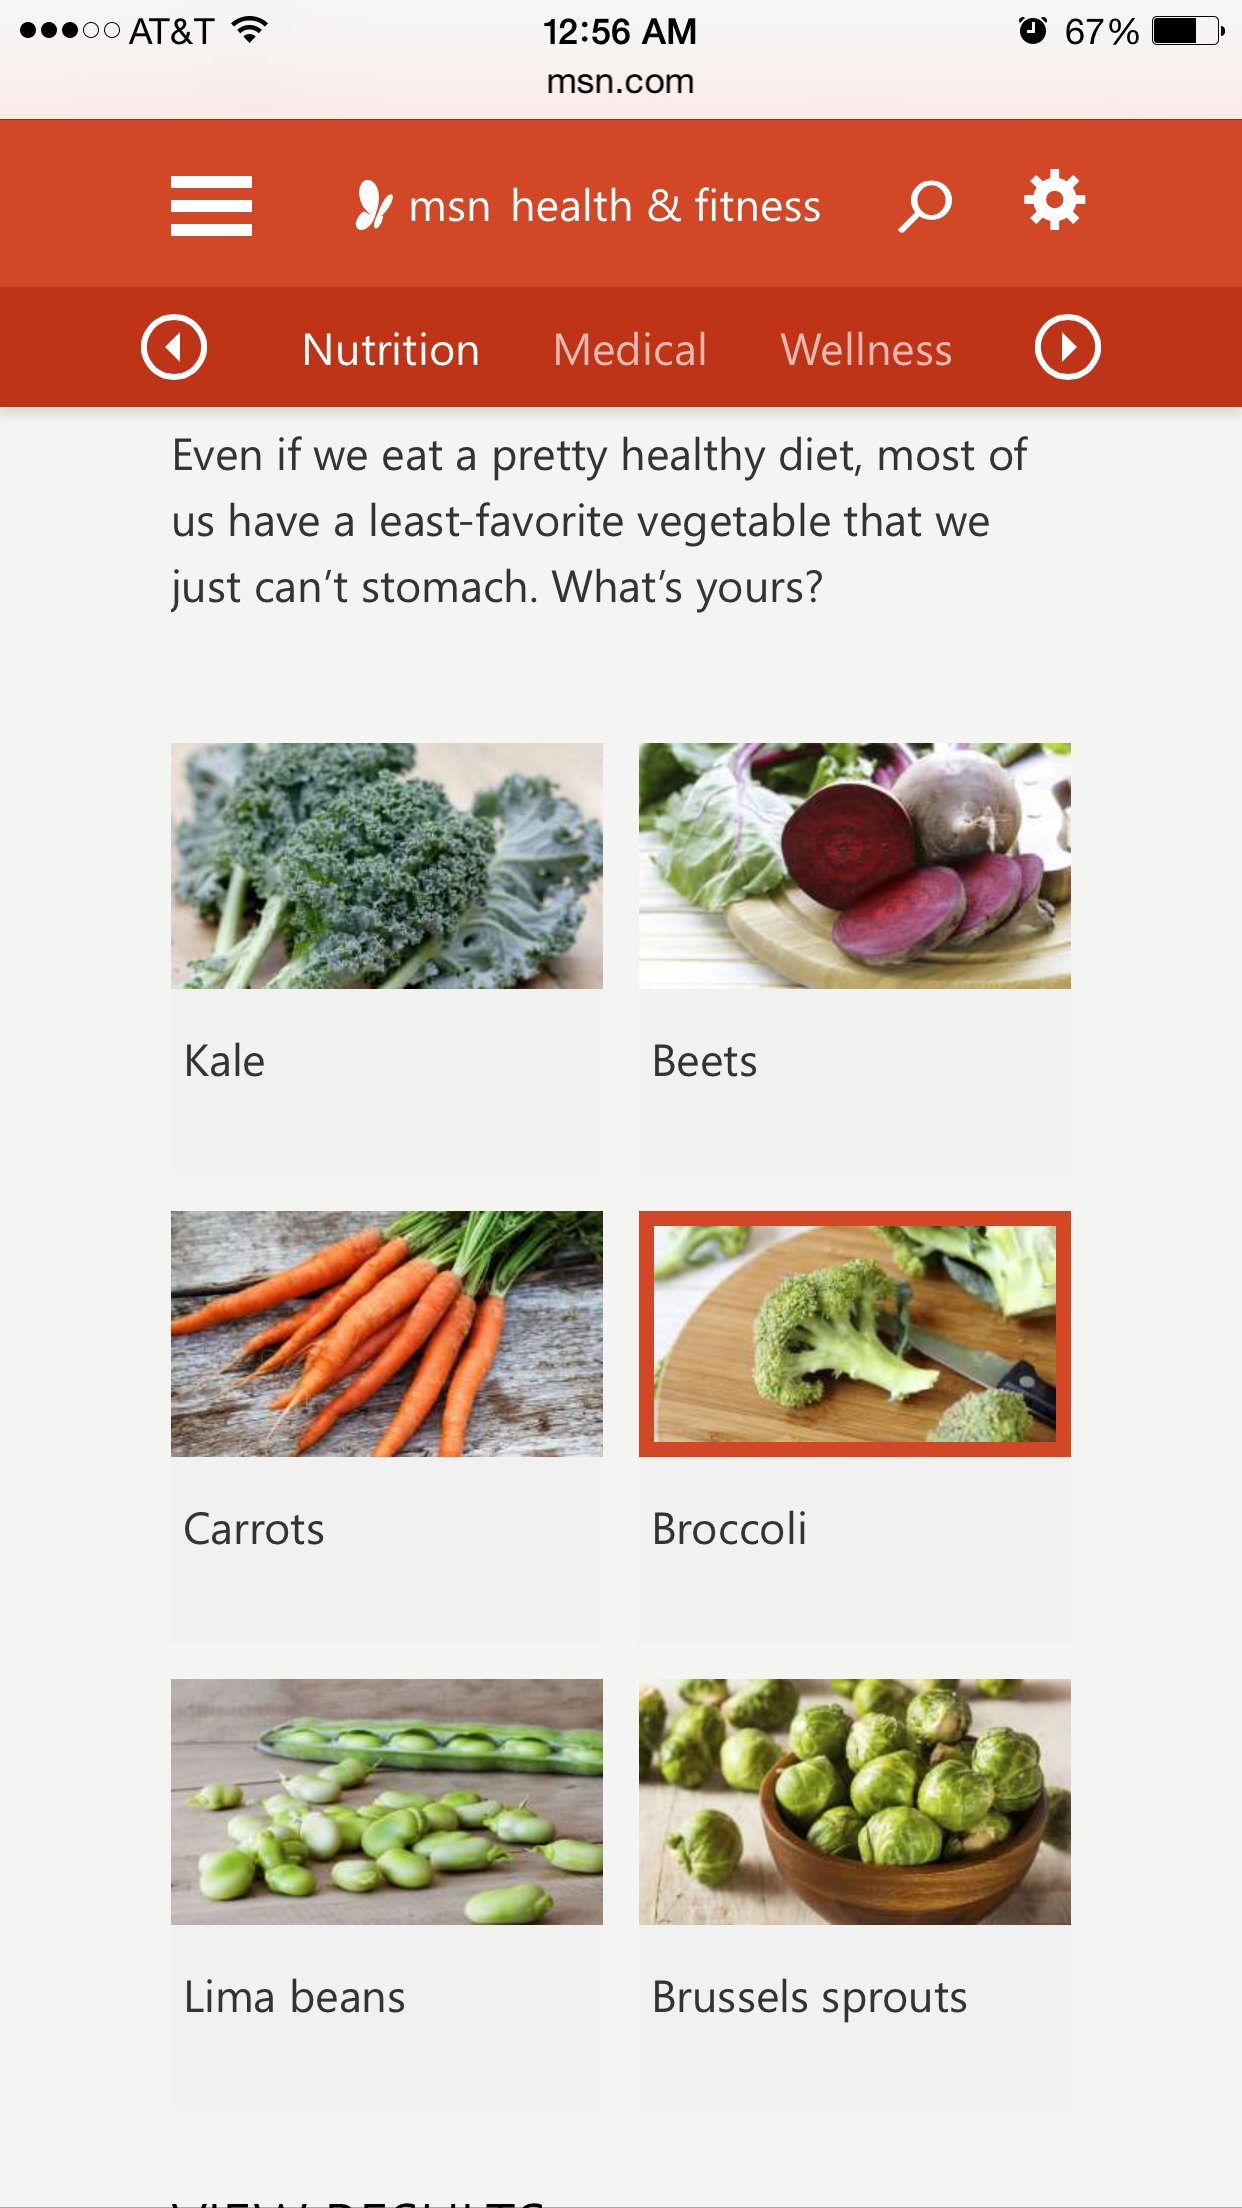 AT&T 12:56 AM 67%
msn.com
msn health & fitness
Nutrition Medical Wellness
Even if we eat a pretty healthy diet, most of
us have a least-favorite vegetable that we
just can’t stomach. What’s yours?
Kale Beets
Carrots Broccoli
Lima beans Brussels sprouts
VIEW RESULTS